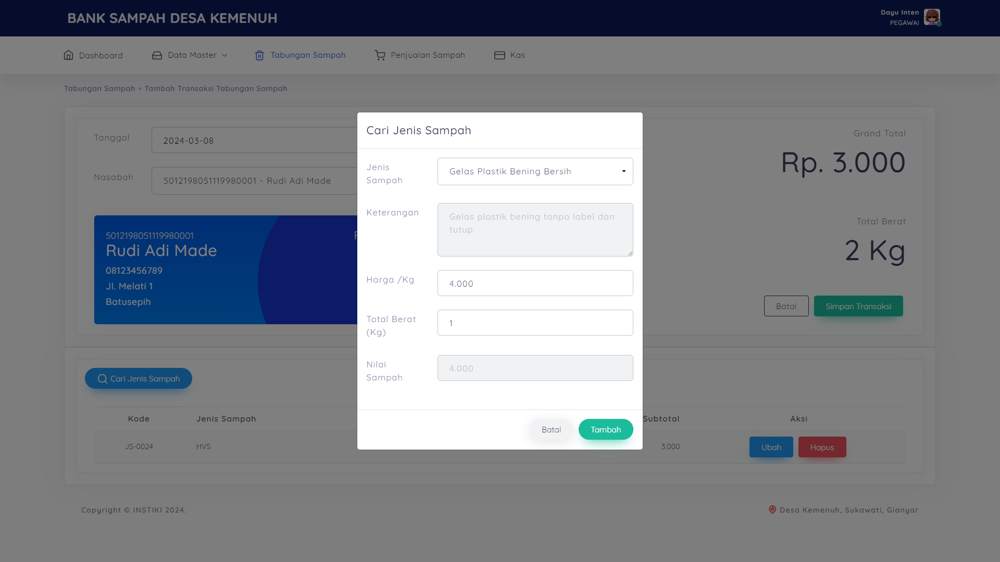 BANK SAMPAH DESA KEMENUH
Dayu Inten
PEGAWAI
Dashboard
Data Master
Tabungan Sampah
Penjualan Sampah
Kas
Tabungan Sampah
Tambah Transaksi Tabungan Sampah
Tanggal
2024-03-08
Nasabah
5012198051119980001 - Rudi Adi Made
5012198051119980001
Rudi Adi Made
08123456789
Jl. Melati 1
Batusepih
Grand Total
Rp. 3.000
Total Berat
2 Kg
Batal
Simpan Transaksi
Cari Jenis Sampah
Jenis
Sampah
Gelas Plastik Bening Bersih
Keterangan
Gelas plastik bening tanpa label dan
tutup
Harga /Kg
4.000
Total Berat
(Kg)
1
Nilai
Sampah
4.000
Batal
Tambah
Cari Jenis Sampah
Kode
Jenis Sampah
Subtotal
Aksi
JS-0024
HVS
3.000
Ubah
Hapus
Copyright © INSTIKI 2024.
Desa Kemenuh, Sukawati, Gianyar